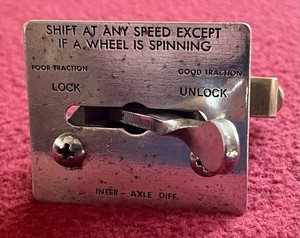 SHIFT AT ANY SPEED EXCEPT
IF A WHEEL IS SPINNING
POOR TRACTION GOOD TRACTION
LOCK UNLOCK
INTER-AXLE DIFF.